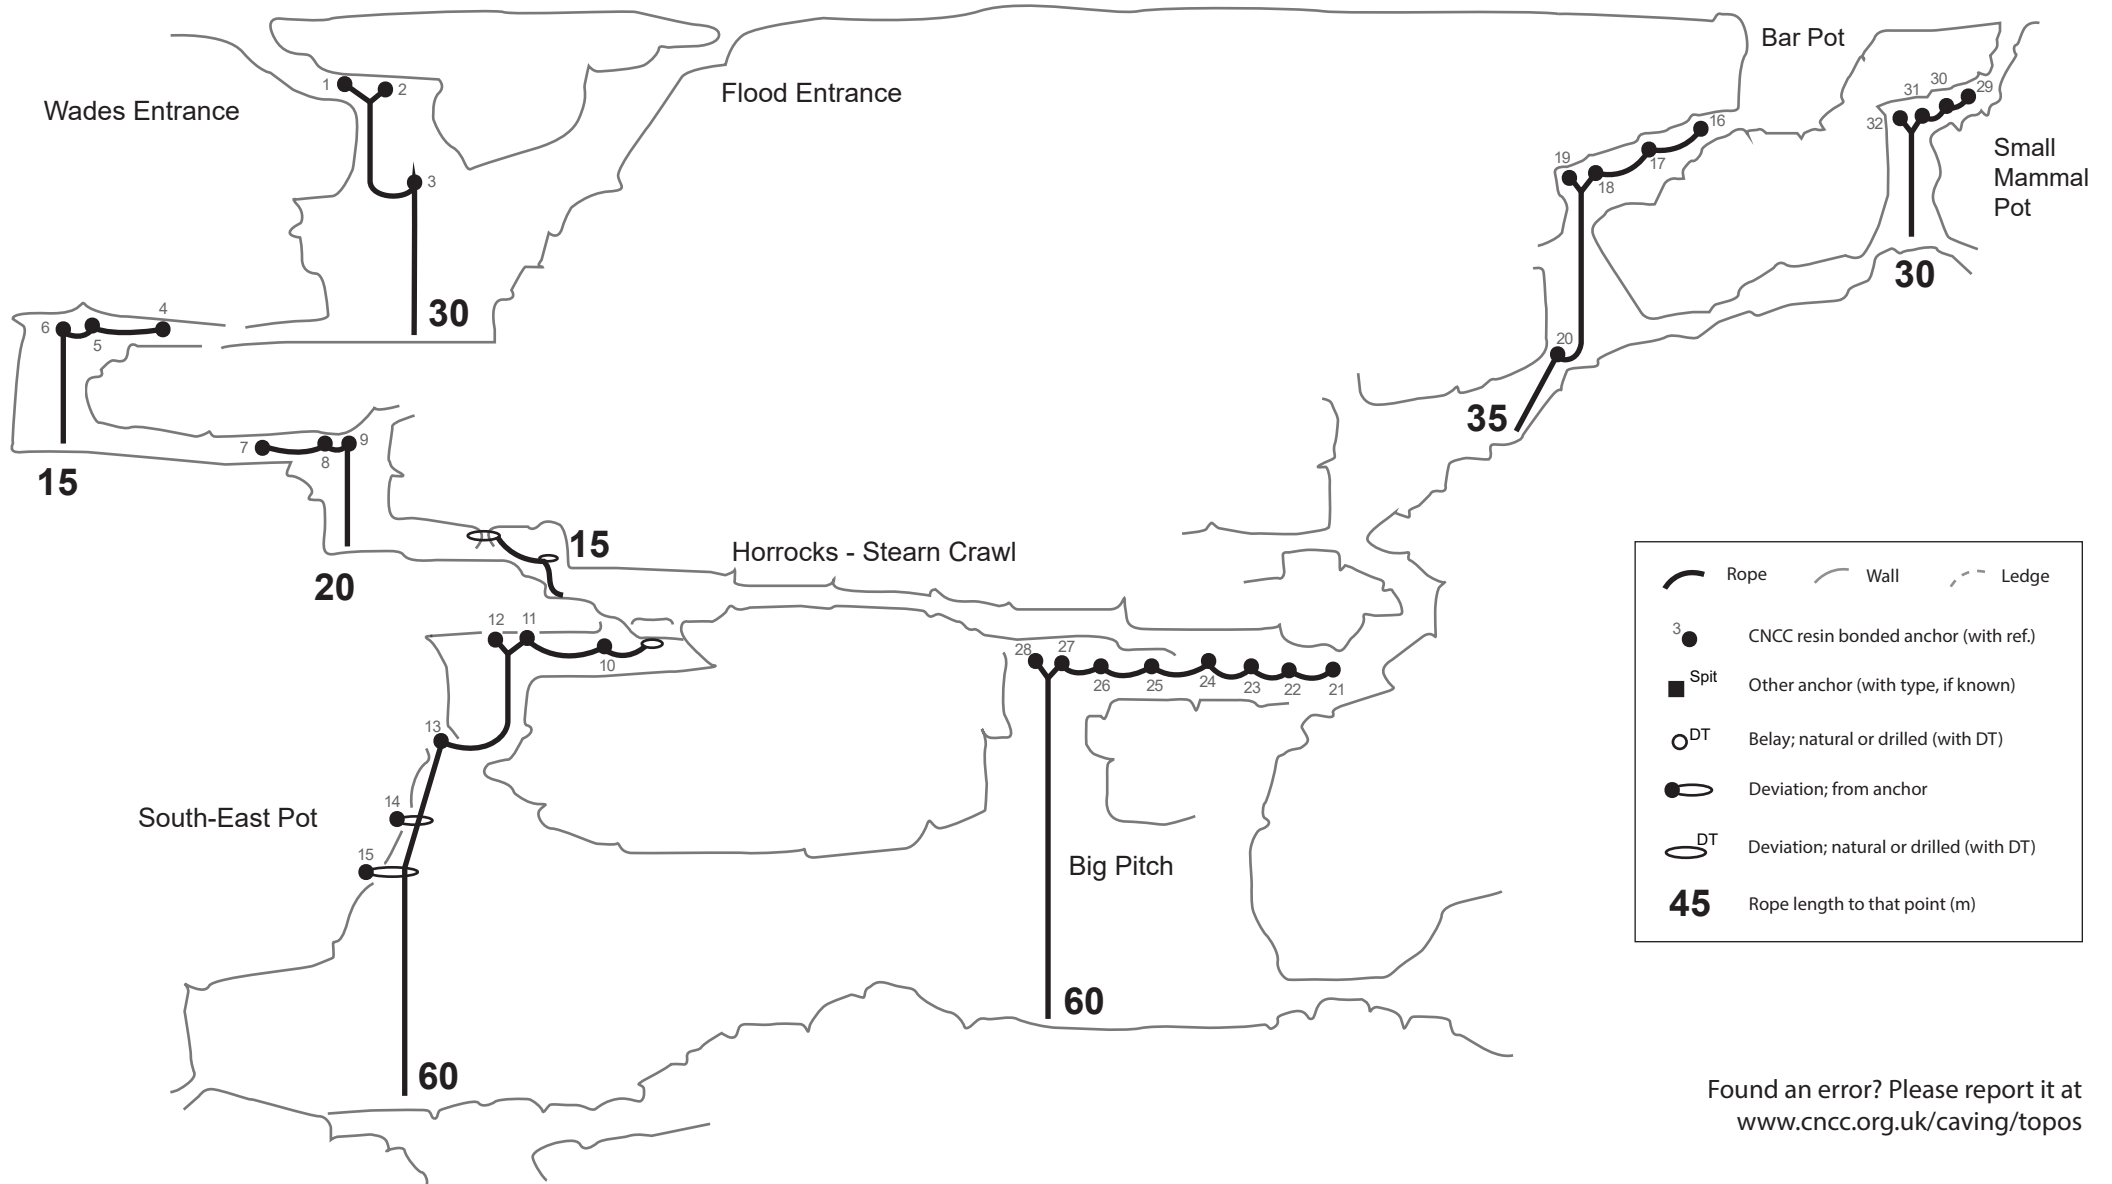 Bar Pot
Wades Entrance
Flood Entrance
Small
Mammal
Pot
1
2
3
30
4
5
6
15
7
8
9
20
15
16
17
18
19
20
35
29
30
31
32
30
Horrocks - Stearn Crawl
12
11
10
13
14
15
South-East Pot
60
28
27
26
25
24
23
22
21
Big Pitch
60
Rope
Wall
Ledge
3
CNCC resin bonded anchor (with ref.)
Spit
Other anchor (with type, if known)
DT
Belay; natural or drilled (with DT)
Deviation; from anchor
DT
Deviation; natural or drilled (with DT)
45
Rope length to that point (m)
Found an error? Please report it at
www.cncc.org.uk/caving/topos